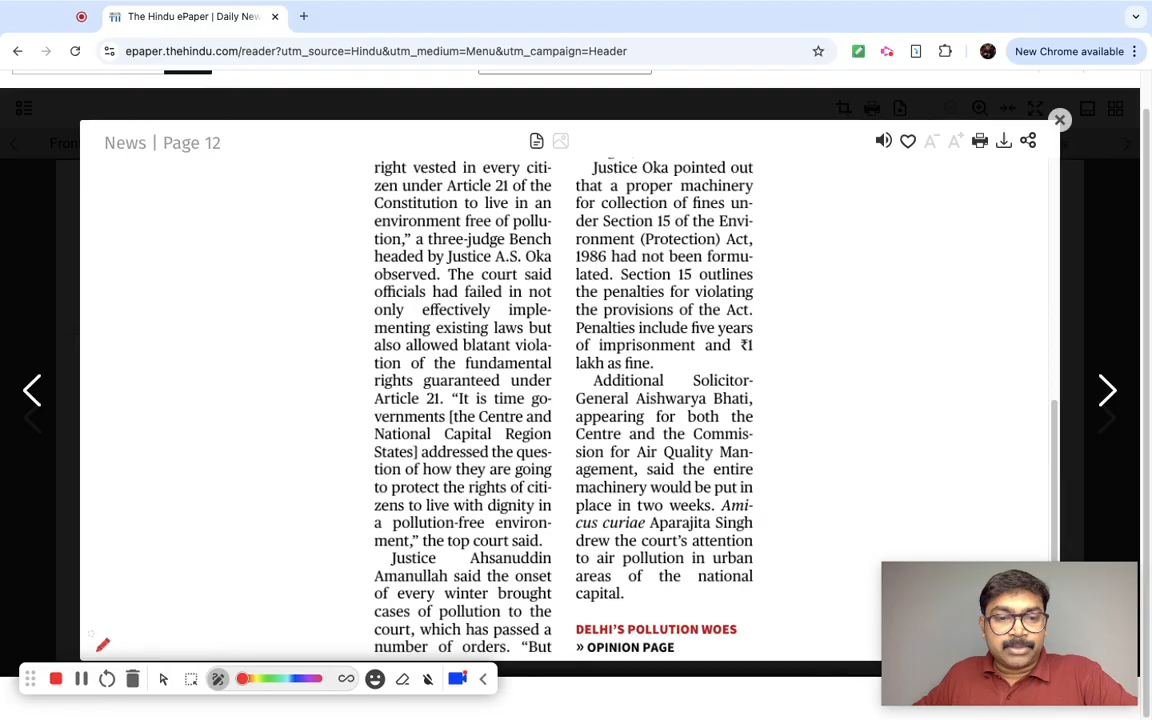 The Hindu ePaper | Daily New
epaper.thehindu.com/reader?utm_source=Hindu&utm_medium=Menu&utm_campaign=Header
New Chrome available
News | Page 12
A-
A+
right vested in every citi-
zen under Article 21 of the
Constitution to live in an
environment free of pollu-
tion,” a three-judge Bench
headed by Justice A.S. Oka
observed. The court said
officials had failed in not
only effectively imple-
menting existing laws but
also allowed blatant viola-
tion of the fundamental
rights guaranteed under
Article 21. “It is time go-
vernments [the Centre and
National Capital Region
States] addressed the ques-
tion of how they are going
to protect the rights of citi-
zens to live with dignity in
a pollution-free environ-
ment,” the top court said.
Justice Ahsanuddin
Amanullah said the onset
of every winter brought
cases of pollution to the
court, which has passed a
number of orders. “But
Justice Oka pointed out
that a proper machinery
for collection of fines un-
der Section 15 of the Envi-
ronment (Protection) Act,
1986 had not been formu-
lated. Section 15 outlines
the penalties for violating
the provisions of the Act.
Penalties include five years
of imprisonment and ₹1
lakh as fine.
Additional Solicitor-
General Aishwarya Bhati,
appearing for both the
Centre and the Commis-
sion for Air Quality Man-
agement, said the entire
machinery would be put in
place in two weeks. Ami-
cus curiae Aparajita Singh
drew the court’s attention
to air pollution in urban
areas of the national
capital.
DELHI’S POLLUTION WOES
» OPINION PAGE